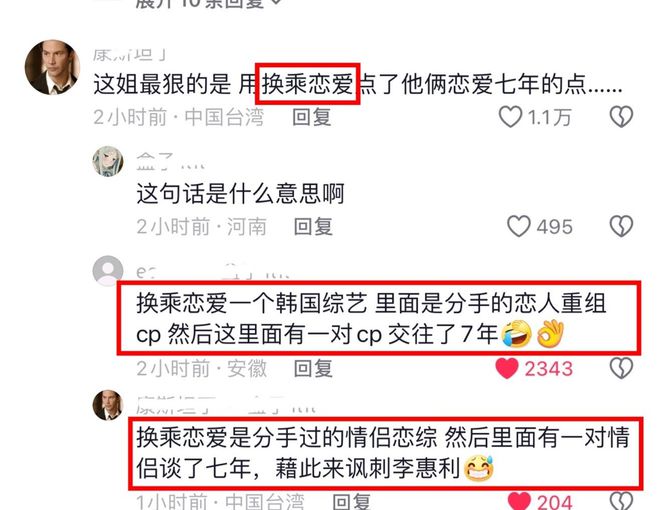 展开10条回复
康斯坦丁
这姐最狠的是 用换乘恋爱点了他俩恋爱七年的点......
2小时前·中国台湾 回复 1.1万
这句话是什么意思啊
2小时前·河南 回复 495
换乘恋爱一个韩国综艺 里面是分手的恋人重组
cp 然后这里面有一对cp 交往了7年🤣👌
2小时前·安徽 回复 2343
换乘恋爱是分手过的情侣恋综 然后里面有一对情
侣谈了七年，藉此来讽刺李惠利😅
1小时前·中国台湾 回复 204